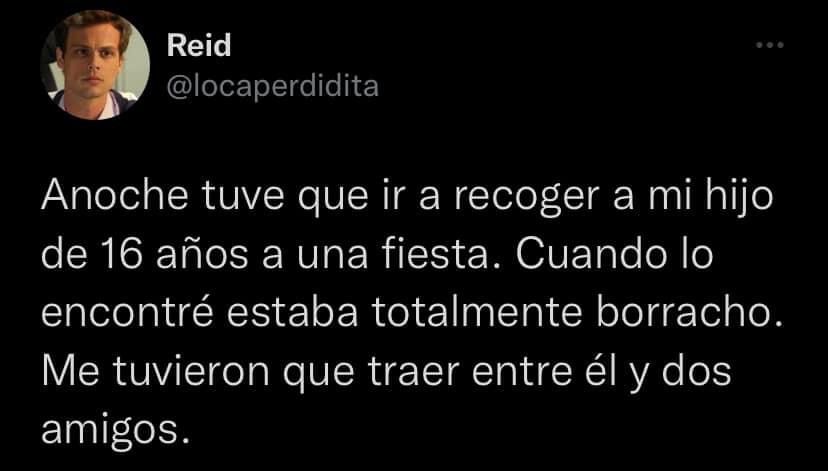 Reid
@locaperdidita
Anoche tuve que ir a recoger a mi hijo
de 16 años a una fiesta. Cuando lo
encontré estaba totalmente borracho.
Me tuvieron que traer entre él y dos
amigos.